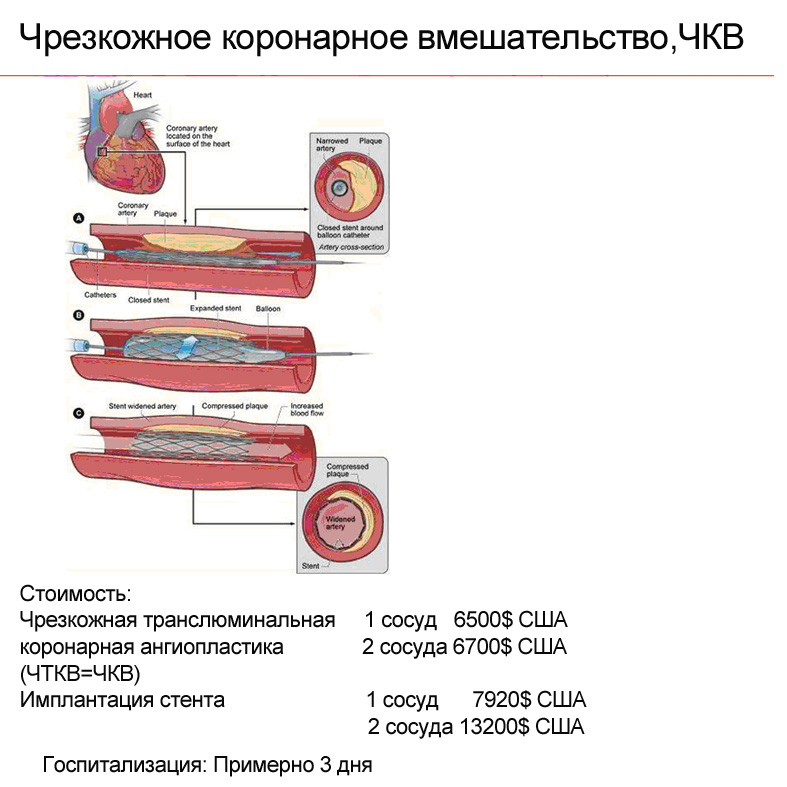 Чрезкожное коронарное вмешательство,ЧКВ
Heart
Coronary artery
located on the
surface of the heart
Narrowed
artery
Plaque
Closed stent around
balloon catheter
Artery cross-section
Coronary
artery
Plaque
A
Catheters
Closed stent
Expanded stent
Balloon
B
C
Stent widened artery
Compressed plaque
Increased
blood flow
Compressed
plaque
Widened
artery
Stent
Стоимость:
Чрезкожная транслюминальная 1 сосуд 6500$ США
коронарная ангиопластика 2 сосуда 6700$ США
(ЧТКВ=ЧКВ)
Имплантация стента 1 сосуд 7920$ США
2 сосуда 13200$ США
Госпитализация: Примерно 3 дня